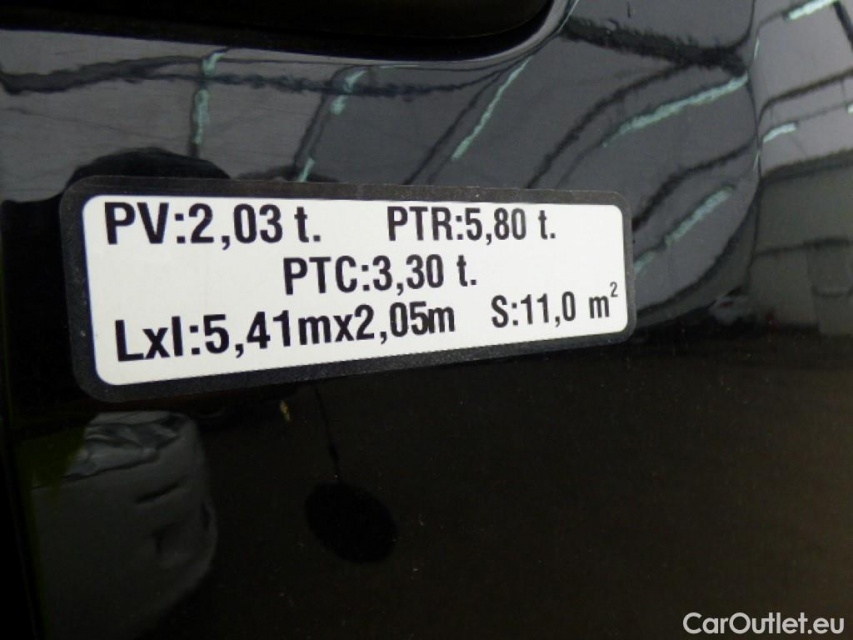 PV:2,03 t. PTR:5,80 t.
PTC:3,30 t.
Lxl:5,41mx2,05m S:11,0 m²
CarOutlet.eu